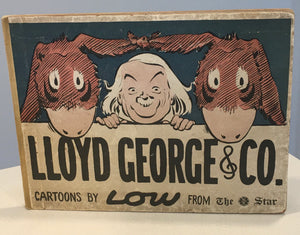 LLOYD GEORGE & CO.
CARTOONS BY LOW FROM The Star